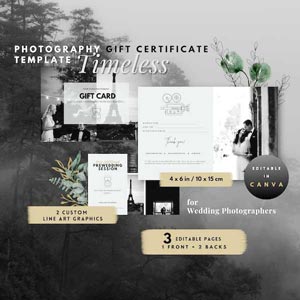 PHOTOGRAPHY GIFT CERTIFICATE
TEMPLATE Timeless
GIFT CARD
Thank you!
PREWEDDING
SESSION
4 x 6 in / 10 x 15 cm
EDITABLE
in
CANVA
2 CUSTOM
LINE ART GRAPHICS
for
Wedding Photographers
3 EDITABLE PAGES
1 FRONT + 2 BACKS